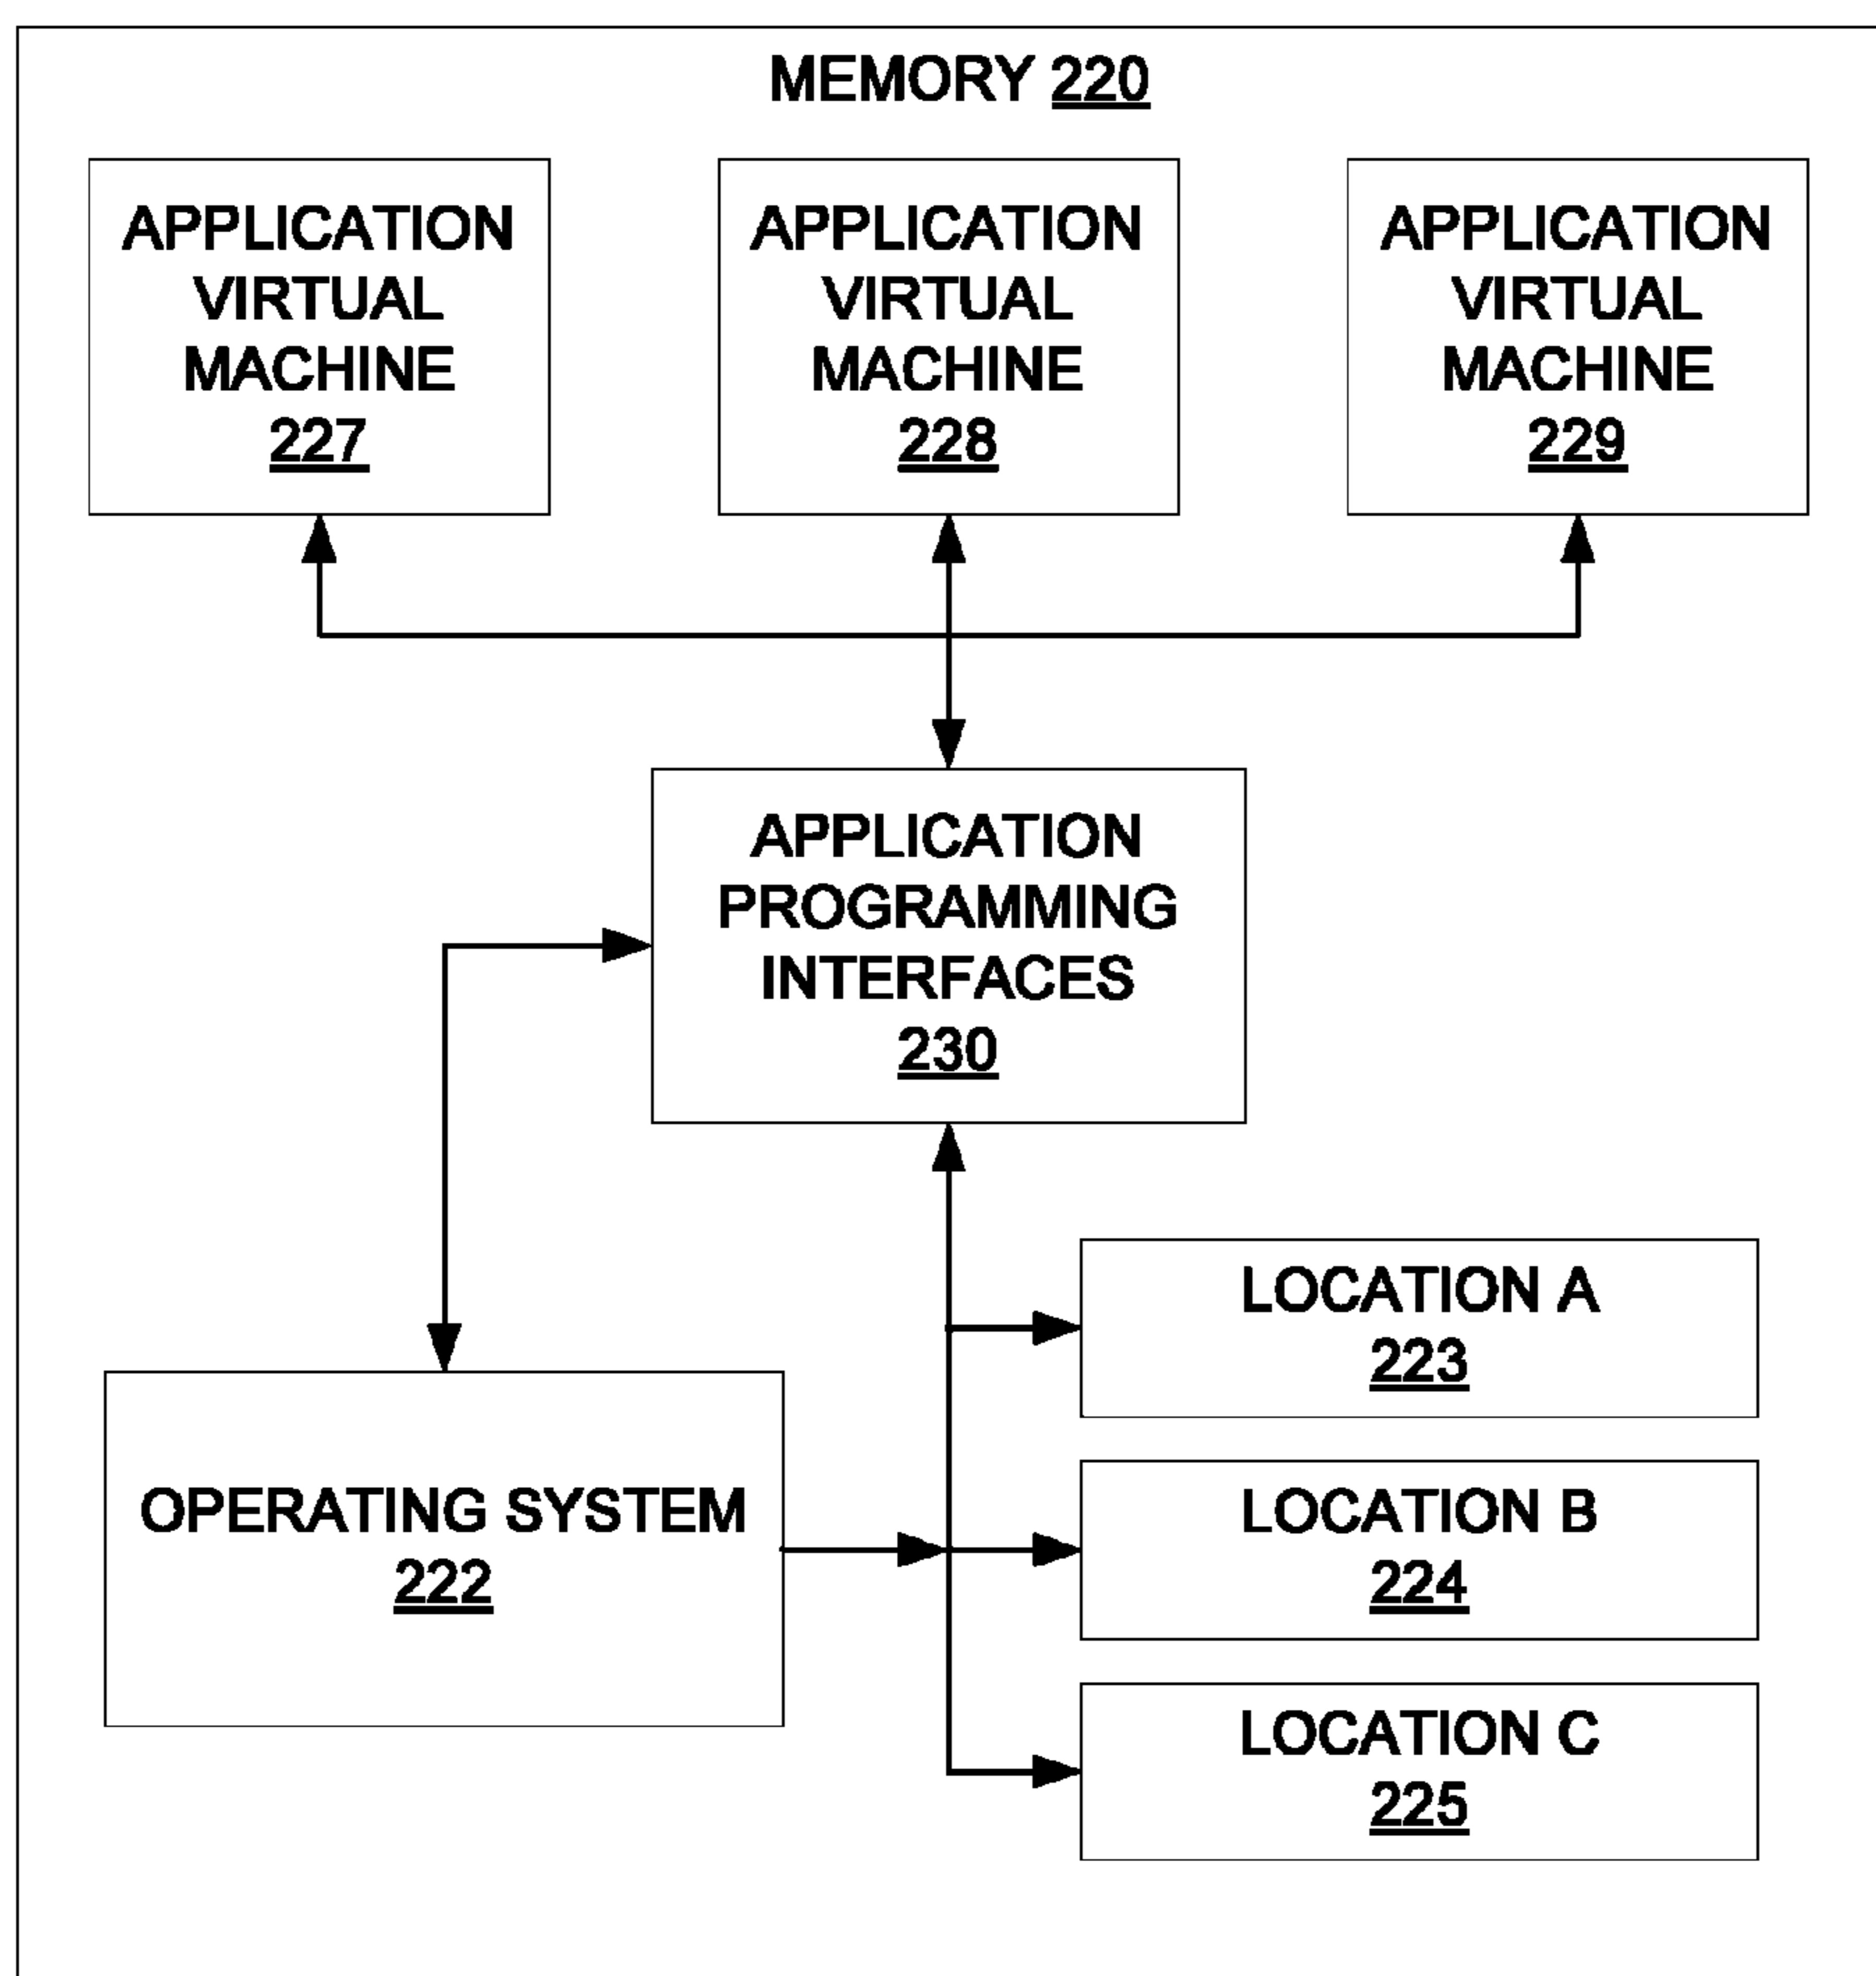 MEMORY 220
APPLICATION
VIRTUAL
MACHINE
227
APPLICATION
VIRTUAL
MACHINE
228
APPLICATION
VIRTUAL
MACHINE
229
APPLICATION
PROGRAMMING
INTERFACES
230
OPERATING SYSTEM
222
LOCATION A
223
LOCATION B
224
LOCATION C
225